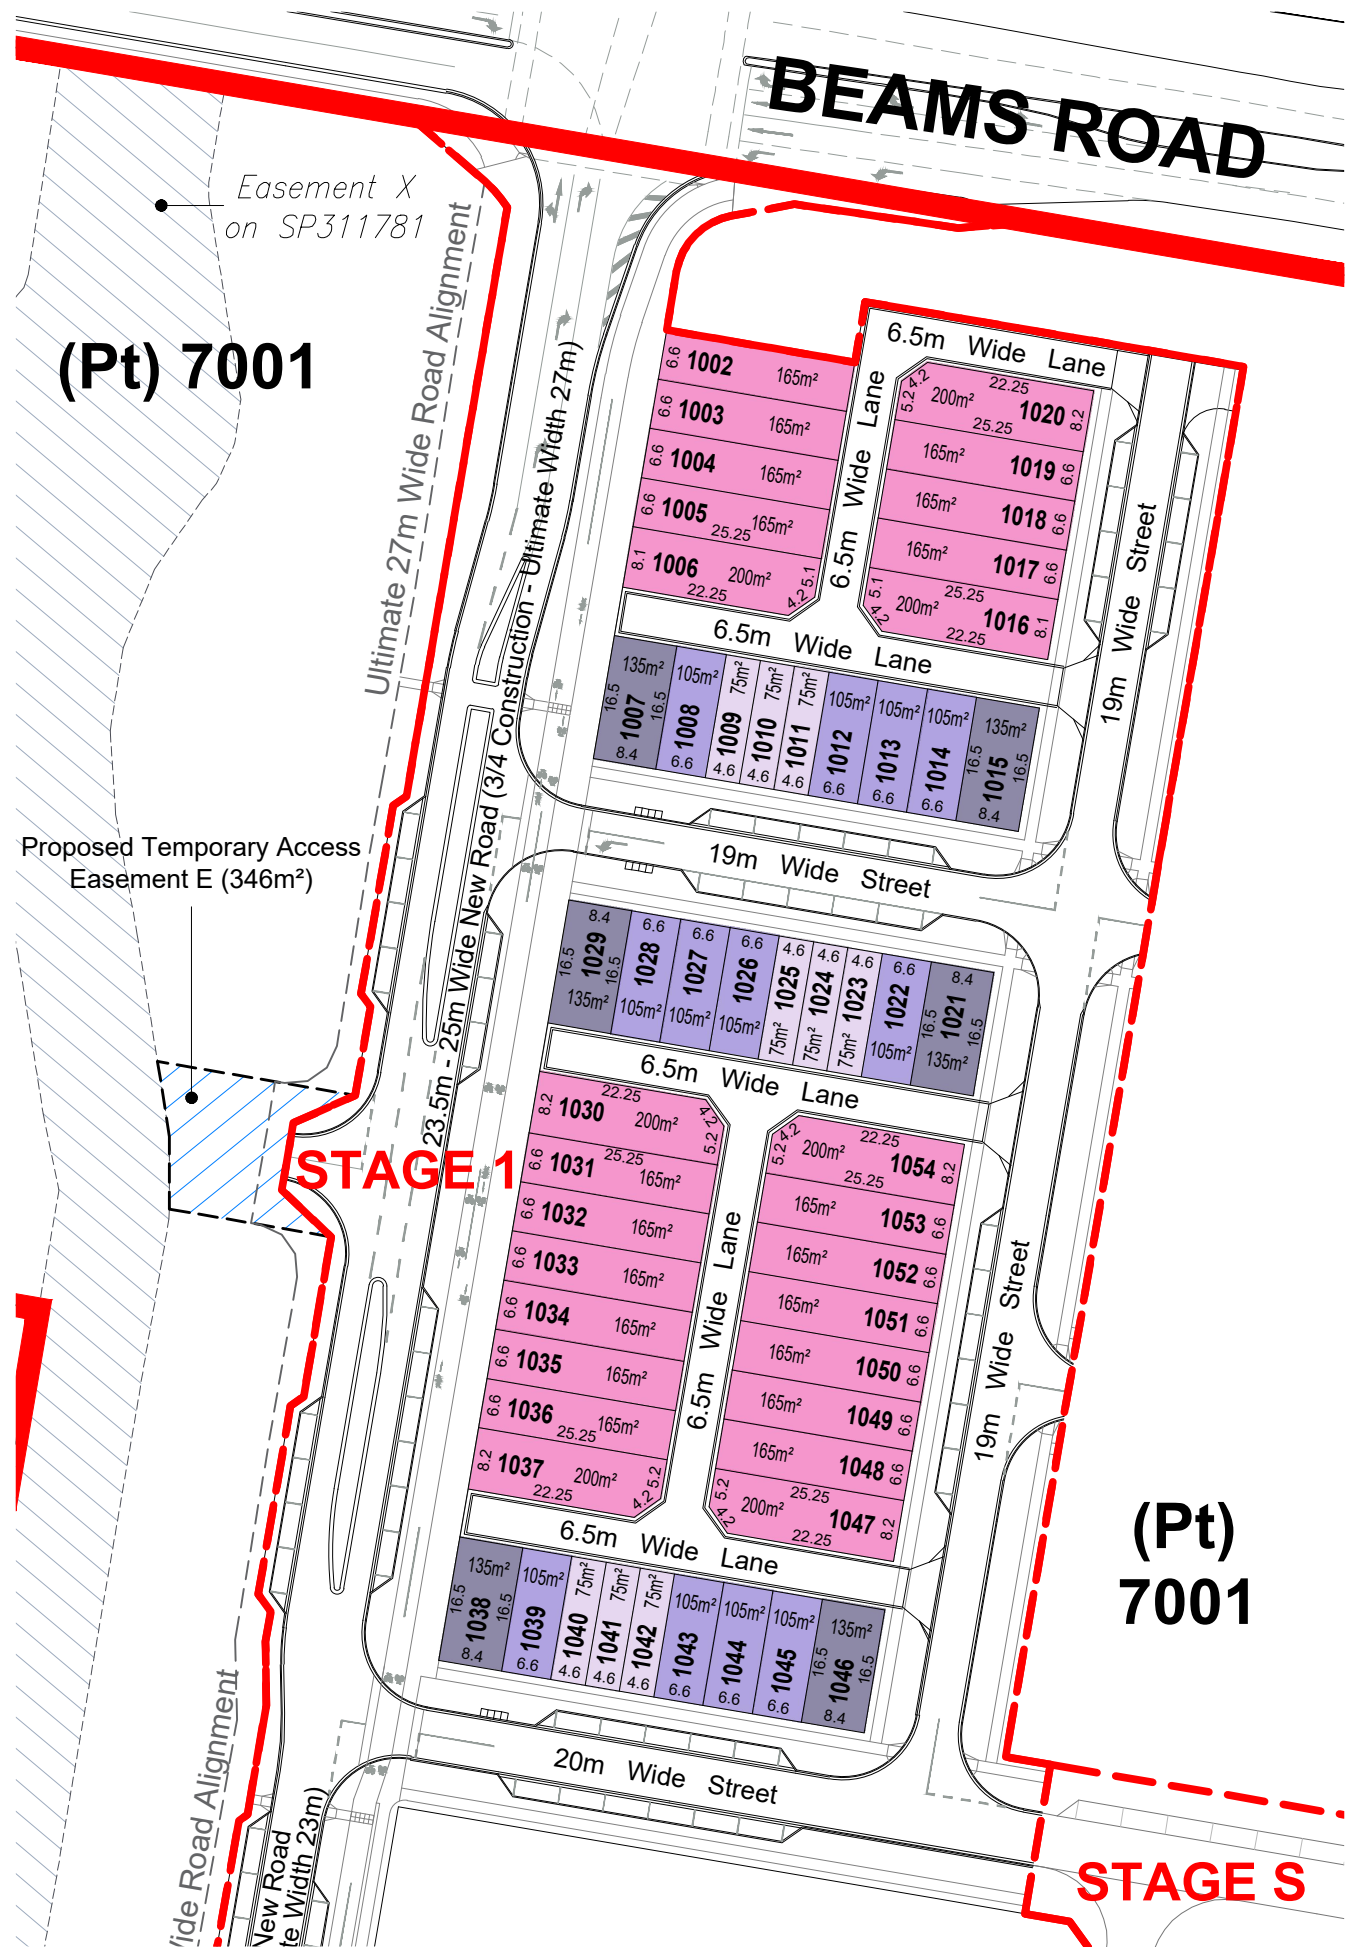 BEAMS ROAD
Easement X
on SP311781
(Pt) 7001
Ultimate 27m Wide Road Alignment
23.5m - 25m Wide New Road (3/4 Construction - Ultimate Width 27m)
6.5m Wide Lane
6.6 1002 165m²
6.6 1003 165m²
6.6 1004 165m²
6.6 1005 25.25 165m²
8.1 1006 200m² 22.25 4.2 5.1
6.5m Wide Lane
4.2 5.2 200m² 22.25 1020 8.2 25.25
165m² 1019 6.6
165m² 1018 6.6
165m² 1017 6.6
5.1 4.2 200m² 25.25 1016 8.1 22.25
19m Wide Street
6.5m Wide Lane
135m² 16.5 1007 16.5 8.4
105m² 1008 6.6
75m² 1009 4.6
75m² 1010 4.6
75m² 1011 4.6
105m² 1012 6.6
105m² 1013 6.6
105m² 1014 6.6
135m² 16.5 1015 16.5 8.4
Proposed Temporary Access
Easement E (346m²)
19m Wide Street
8.4 16.5 1029 16.5 135m²
6.6 1028 105m²
6.6 1027 105m²
6.6 1026 105m²
4.6 1025 75m²
4.6 1024 75m²
4.6 1023 75m²
6.6 1022 105m²
8.4 16.5 1021 16.5 135m²
6.5m Wide Lane
STAGE 1
8.2 1030 22.25 200m² 4.2 5.2
6.6 1031 25.25 165m²
6.6 1032 165m²
6.6 1033 165m²
6.6 1034 165m²
6.6 1035 165m²
6.6 1036 25.25 165m²
8.2 1037 200m² 22.25 4.2 5.2
6.5m Wide Lane
5.2 4.2 200m² 22.25 1054 8.2 25.25
165m² 1053 6.6
165m² 1052 6.6
165m² 1051 6.6
165m² 1050 6.6
165m² 1049 6.6
165m² 1048 6.6
5.2 4.2 200m² 25.25 1047 8.2 22.25
19m Wide Street
(Pt)
7001
6.5m Wide Lane
135m² 16.5 1038 16.5 8.4
105m² 1039 6.6
75m² 1040 4.6
75m² 1041 4.6
75m² 1042 4.6
105m² 1043 6.6
105m² 1044 6.6
105m² 1045 6.6
135m² 16.5 1046 16.5 8.4
20m Wide Street
Wide Road Alignment
New Road
te Width 23m)
STAGE S